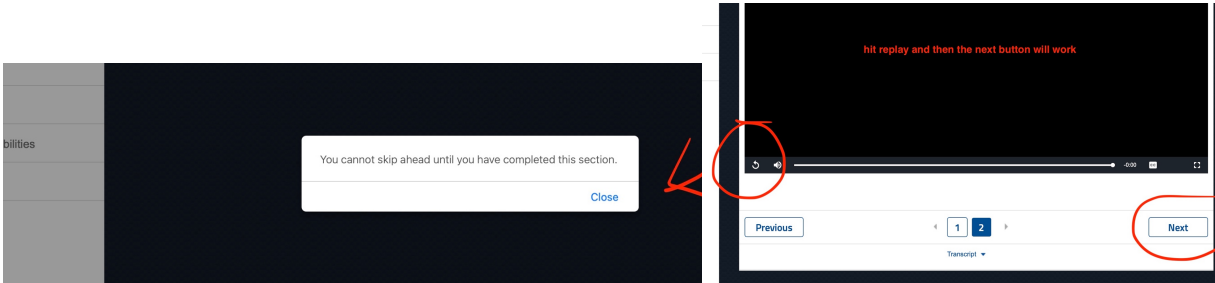 bilities
You cannot skip ahead until you have completed this section.
Close
hit replay and then the next button will work
-0:00
Previous
1 2
Next
Transcript